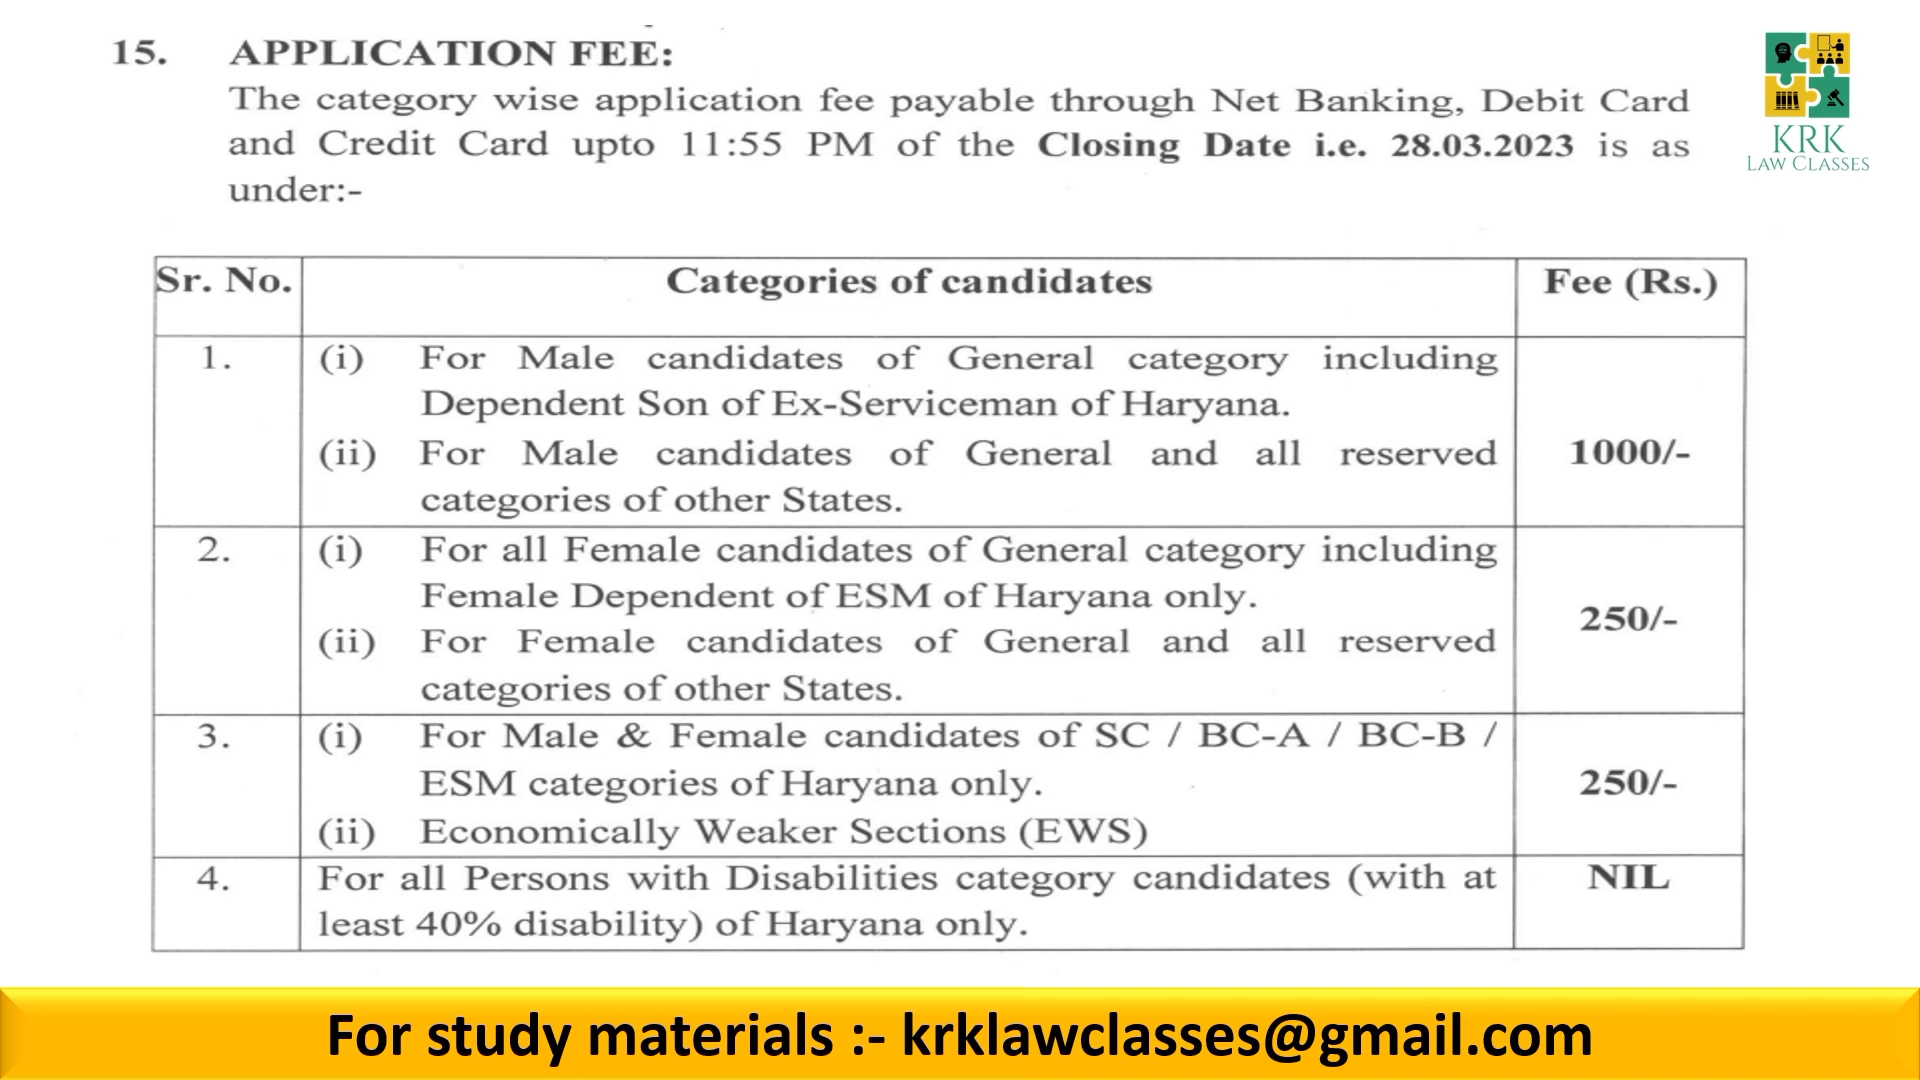 15. APPLICATION FEE:
The category wise application fee payable through Net Banking, Debit Card
and Credit Card upto 11:55 PM of the Closing Date i.e. 28.03.2023 is as
under:-
KRK
LAW CLASSES
Sr. No. Categories of candidates Fee (Rs.)
1. (i) For Male candidates of General category including
Dependent Son of Ex-Serviceman of Haryana.
(ii) For Male candidates of General and all reserved 1000/-
categories of other States.
2. (i) For all Female candidates of General category including
Female Dependent of ESM of Haryana only.
250/-
(ii) For Female candidates of General and all reserved
categories of other States.
3. (i) For Male & Female candidates of SC / BC-A / BC-B /
ESM categories of Haryana only. 250/-
(ii) Economically Weaker Sections (EWS)
4. For all Persons with Disabilities category candidates (with at NIL
least 40% disability) of Haryana only.
For study materials :- krklawclasses@gmail.com